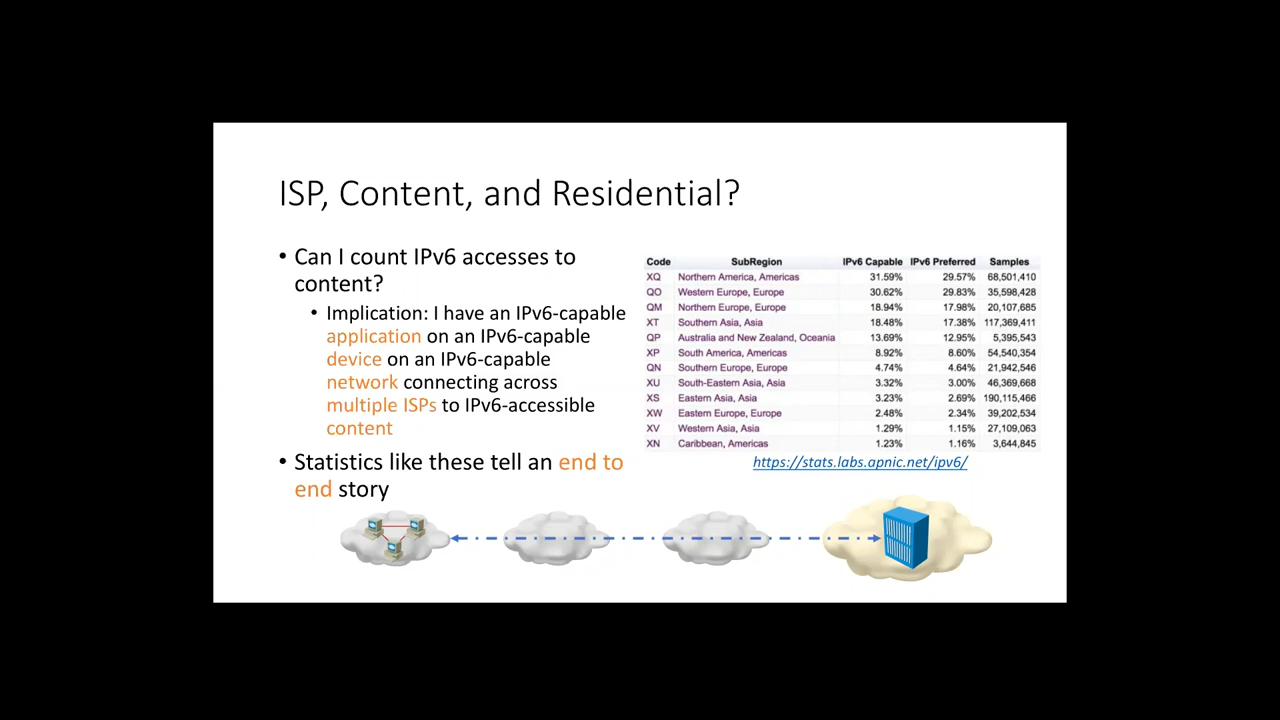 ISP, Content, and Residential?
• Can I count IPv6 accesses to
content?
• Implication: I have an IPv6-capable
application on an IPv6-capable
device on an IPv6-capable
network connecting across
multiple ISPs to IPv6-accessible
content
• Statistics like these tell an end to
end story
Code SubRegion IPv6 Capable IPv6 Preferred Samples
XQ Northern America, Americas 31.59% 29.57% 68,501,410
QO Western Europe, Europe 30.62% 29.83% 35,598,428
QM Northern Europe, Europe 18.94% 17.98% 20,107,685
XT Southern Asia, Asia 18.48% 17.38% 117,369,411
QP Australia and New Zealand, Oceania 13.69% 12.95% 5,395,543
XP South America, Americas 8.92% 8.60% 54,540,354
QN Southern Europe, Europe 4.74% 4.64% 21,942,546
XU South-Eastern Asia, Asia 3.32% 3.00% 46,369,668
XS Eastern Asia, Asia 3.23% 2.69% 190,115,466
XW Eastern Europe, Europe 2.48% 2.34% 39,202,534
XV Western Asia, Asia 1.29% 1.15% 27,109,063
XN Caribbean, Americas 1.23% 1.16% 3,644,845
https://stats.labs.apnic.net/ipv6/